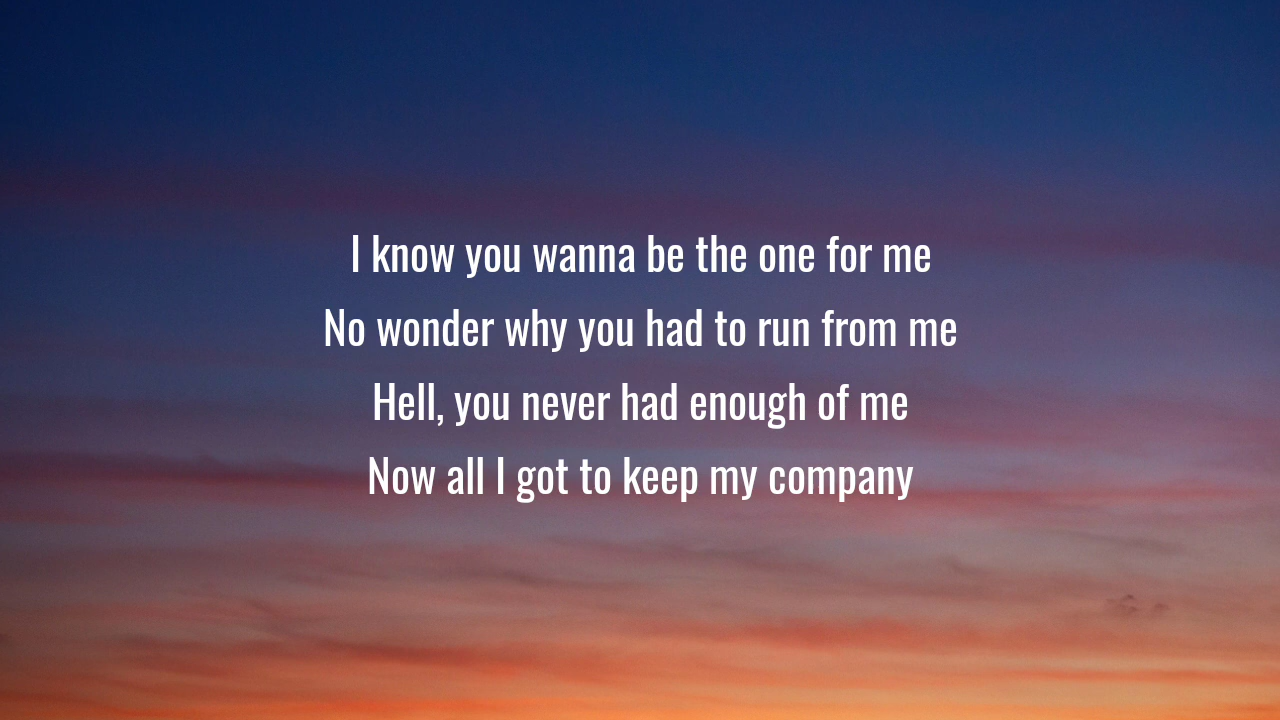 I know you wanna be the one for me
No wonder why you had to run from me
Hell, you never had enough of me
Now all I got to keep my company